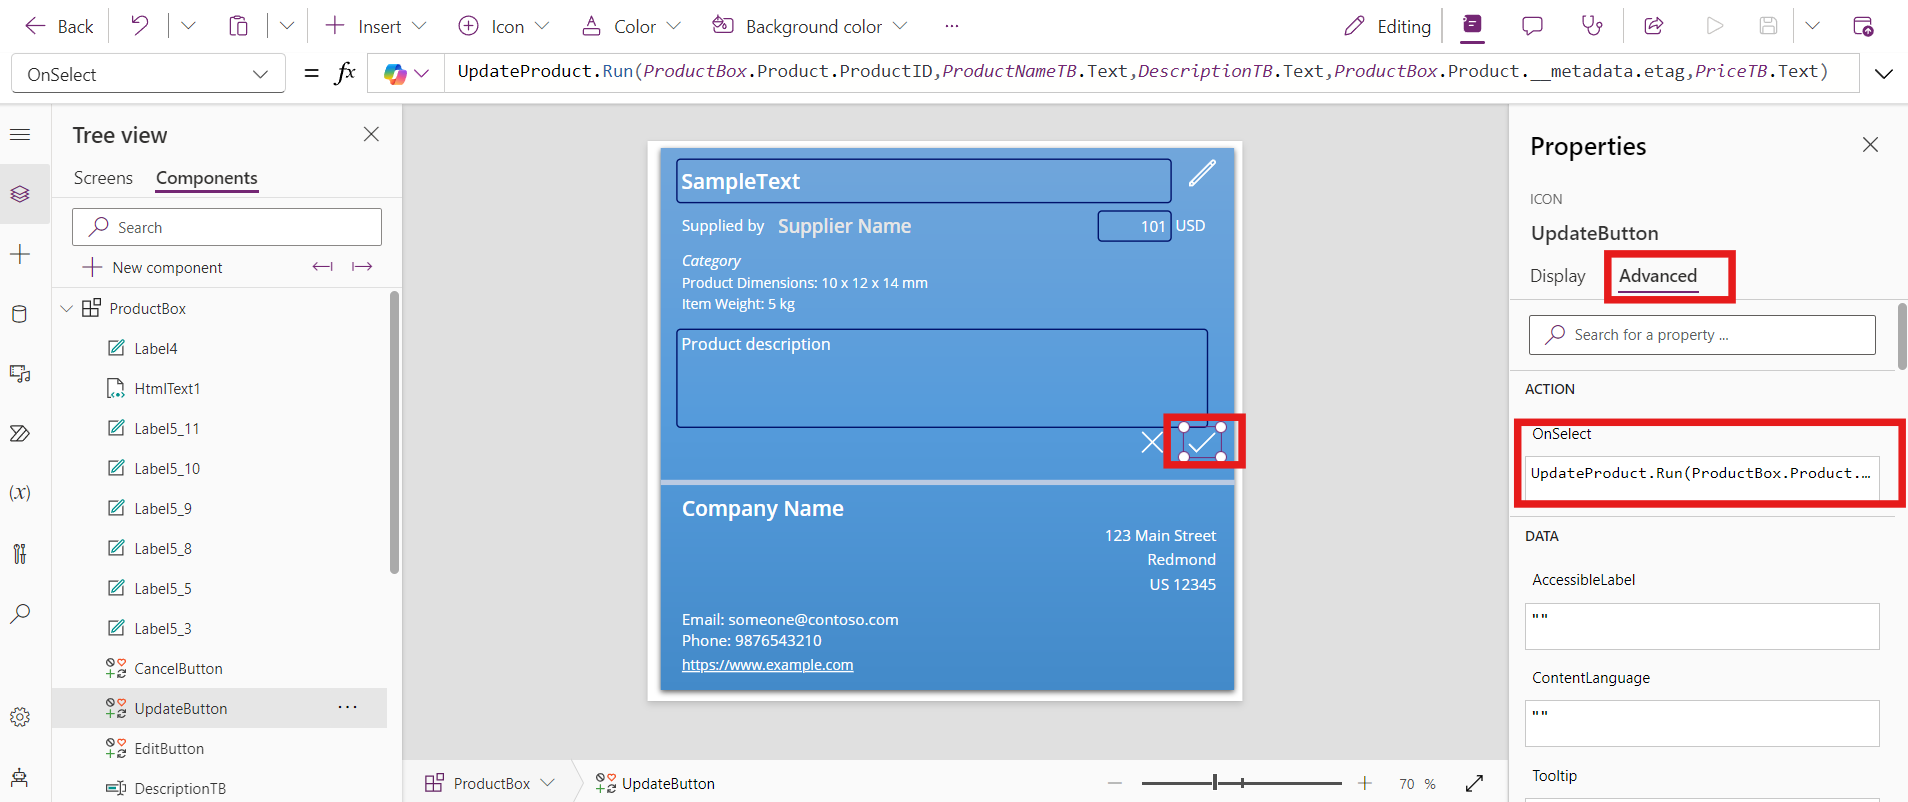 Back
Insert
Icon
Color
Background color
...
Editing
OnSelect
= fx
UpdateProduct.Run(ProductBox.Product.ProductID,ProductNameTB.Text,DescriptionTB.Text,ProductBox.Product.__metadata.etag,PriceTB.Text)
Tree view
Screens
Components
Search
New component
ProductBox
Label4
HtmlText1
Label5_11
Label5_10
Label5_9
Label5_8
Label5_5
Label5_3
CancelButton
UpdateButton
...
EditButton
DescriptionTB
(x)
SampleText
Supplied by Supplier Name
101 USD
Category
Product Dimensions: 10 x 12 x 14 mm
Item Weight: 5 kg
Product description
Company Name
123 Main Street
Redmond
US 12345
Email: someone@contoso.com
Phone: 9876543210
https://www.example.com
ProductBox
UpdateButton
70 %
Properties
ICON
UpdateButton
Display
Advanced
Search for a property ...
ACTION
OnSelect
UpdateProduct.Run(ProductBox.Product....
DATA
AccessibleLabel
""
ContentLanguage
""
Tooltip